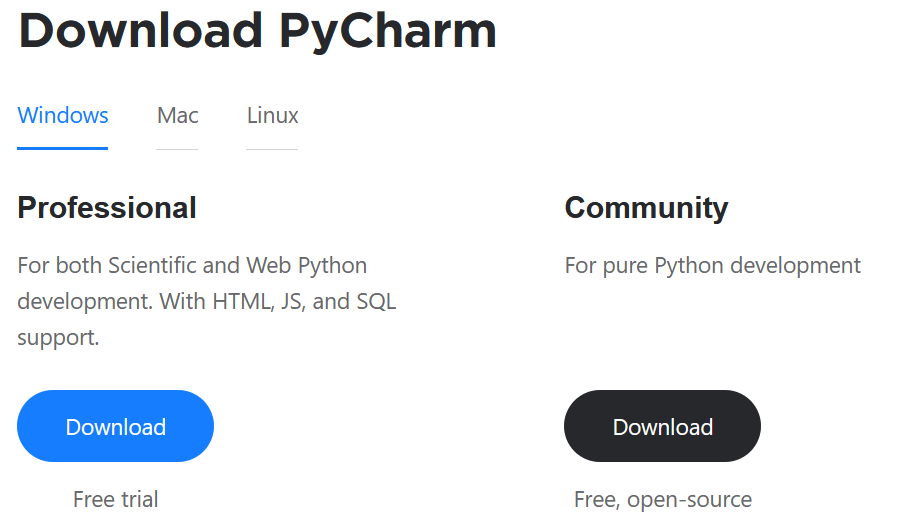 Download PyCharm
Windows Mac Linux
Professional
For both Scientific and Web Python
development. With HTML, JS, and SQL
support.
Download
Free trial
Community
For pure Python development
Download
Free, open-source